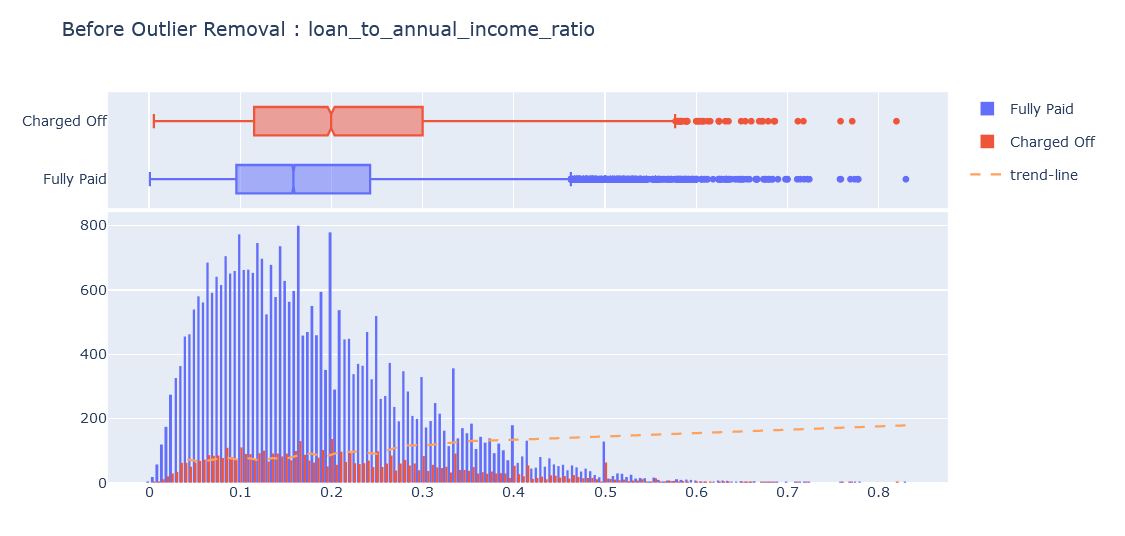 Before Outlier Removal : loan_to_annual_income_ratio
Charged Off
Fully Paid
Fully Paid
Charged Off
trend-line
800
600
400
200
0
0
0.1
0.2
0.3
0.4
0.5
0.6
0.7
0.8